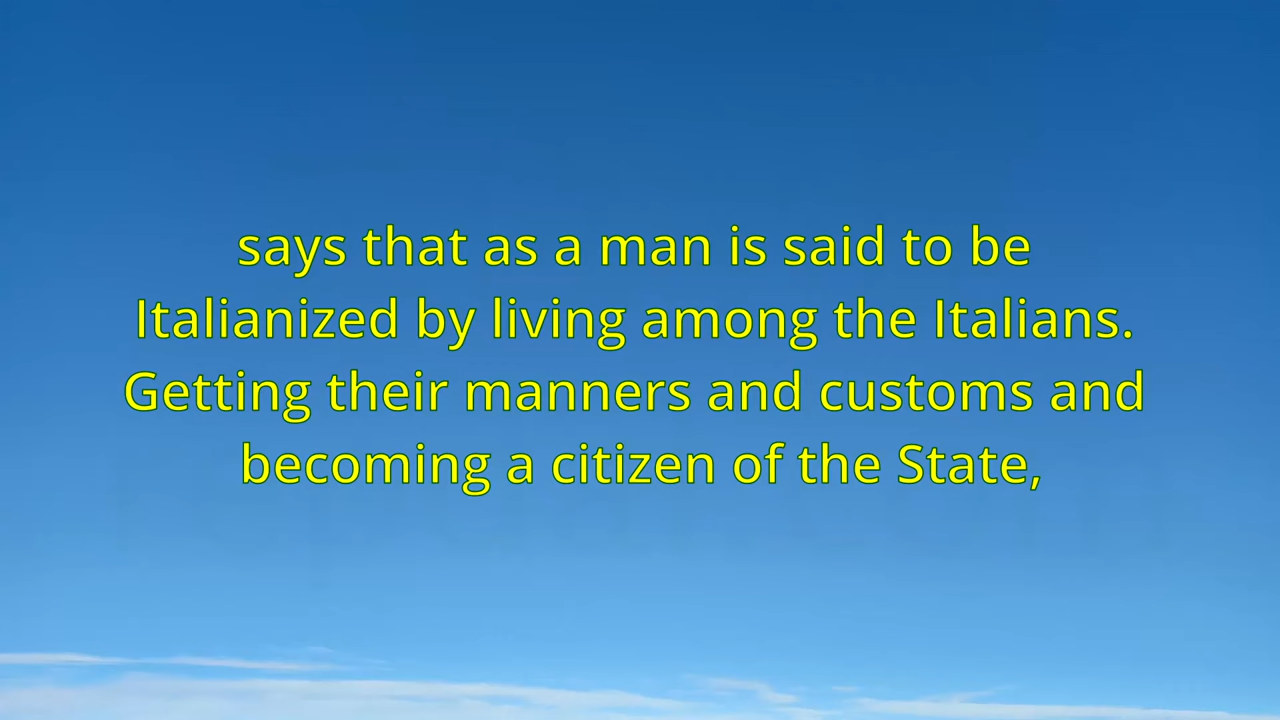 says that as a man is said to be
Italianized by living among the Italians.
Getting their manners and customs and
becoming a citizen of the State,